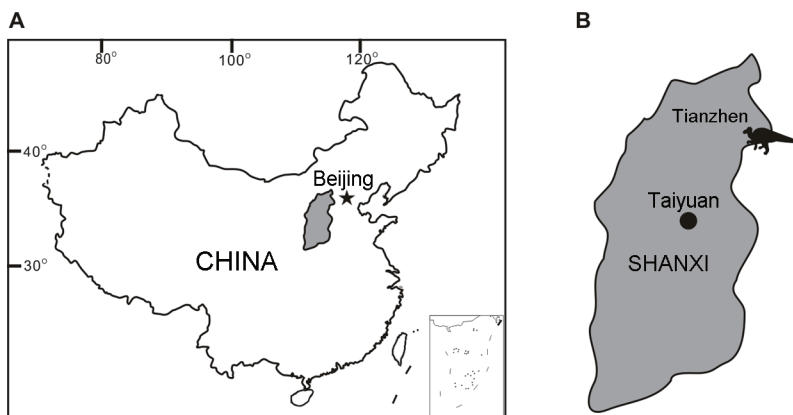 A
80°
100°
120°
40°
Beijing
CHINA
30°
B
Tianzhen
Taiyuan
SHANXI